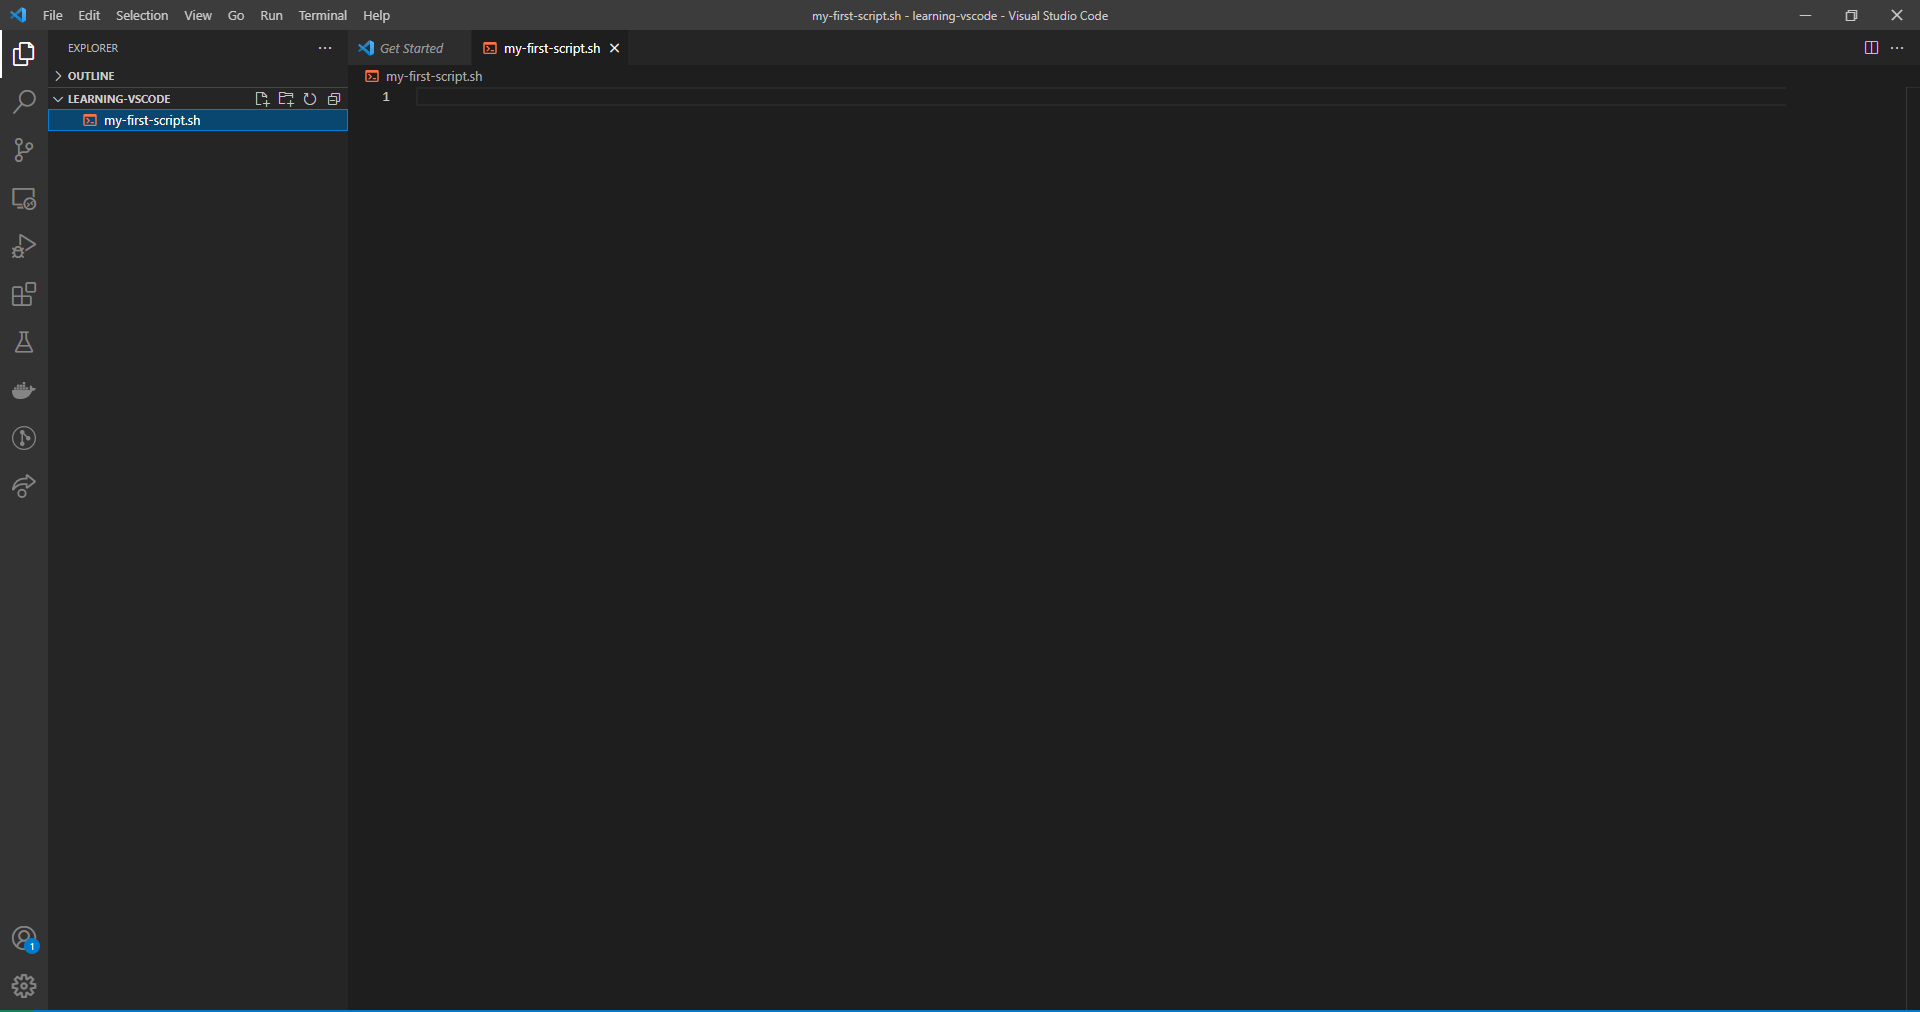 File Edit Selection View Go Run Terminal Help
my-first-script.sh - learning-vscode - Visual Studio Code
EXPLORER
OUTLINE
LEARNING-VSCODE
my-first-script.sh
Get Started
my-first-script.sh
my-first-script.sh
1
1